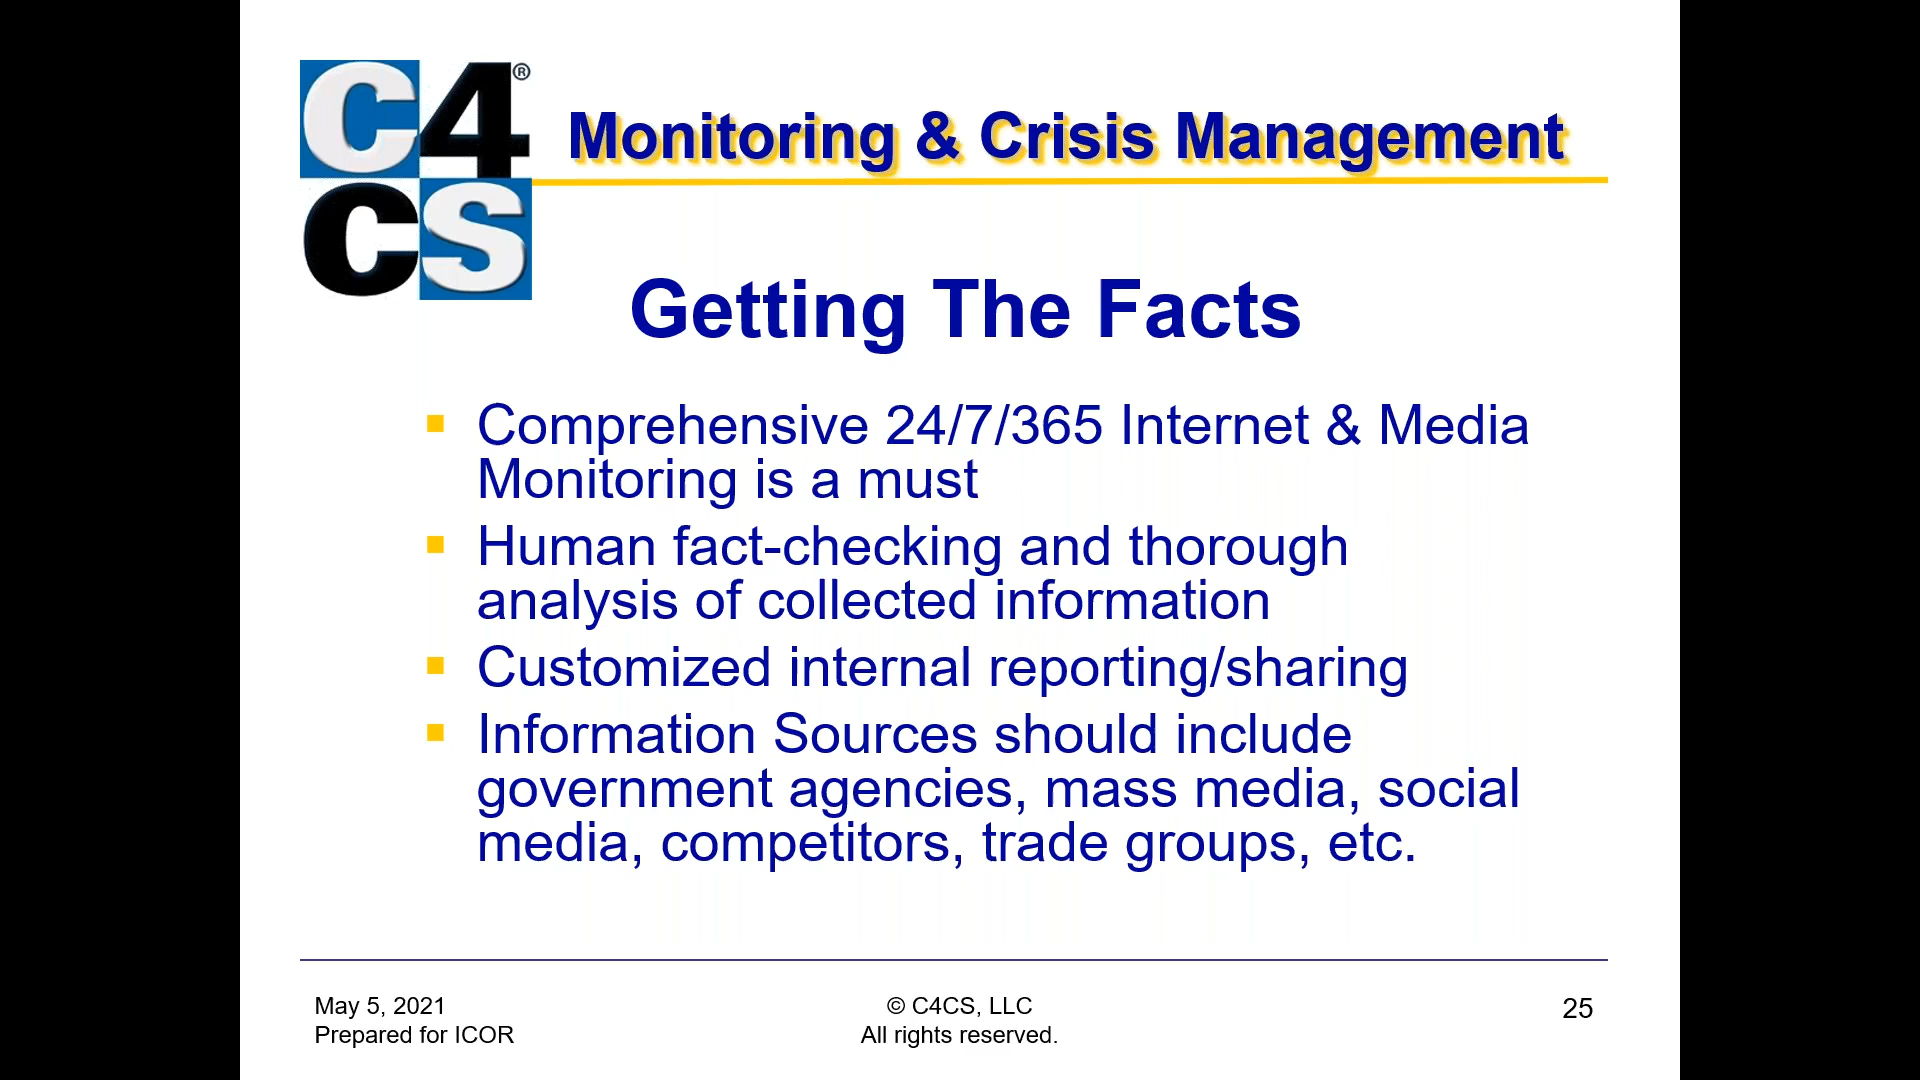 C4®
CS
Monitoring & Crisis Management
Getting The Facts
Comprehensive 24/7/365 Internet & Media
Monitoring is a must
Human fact-checking and thorough
analysis of collected information
Customized internal reporting/sharing
Information Sources should include
government agencies, mass media, social
media, competitors, trade groups, etc.
May 5, 2021
Prepared for ICOR
© C4CS, LLC
All rights reserved.
25